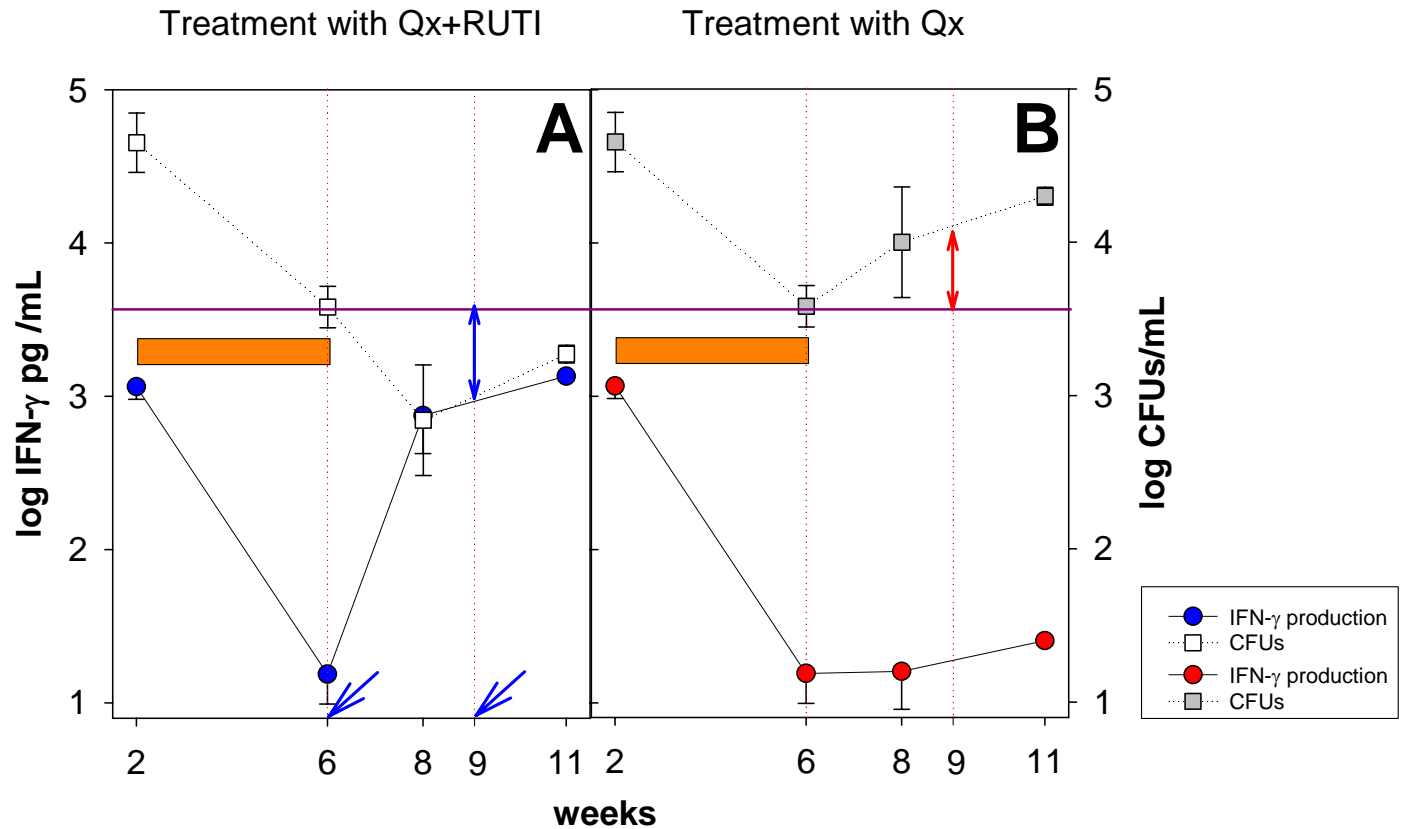 Treatment with Qx+RUTI
Treatment with Qx
A
B
5
4
3
2
1
log IFN-γ pg /mL
5
4
3
2
1
log CFUs/mL
2 6 8 9 11
2 6 8 9 11
weeks
IFN-γ production
CFUs
IFN-γ production
CFUs